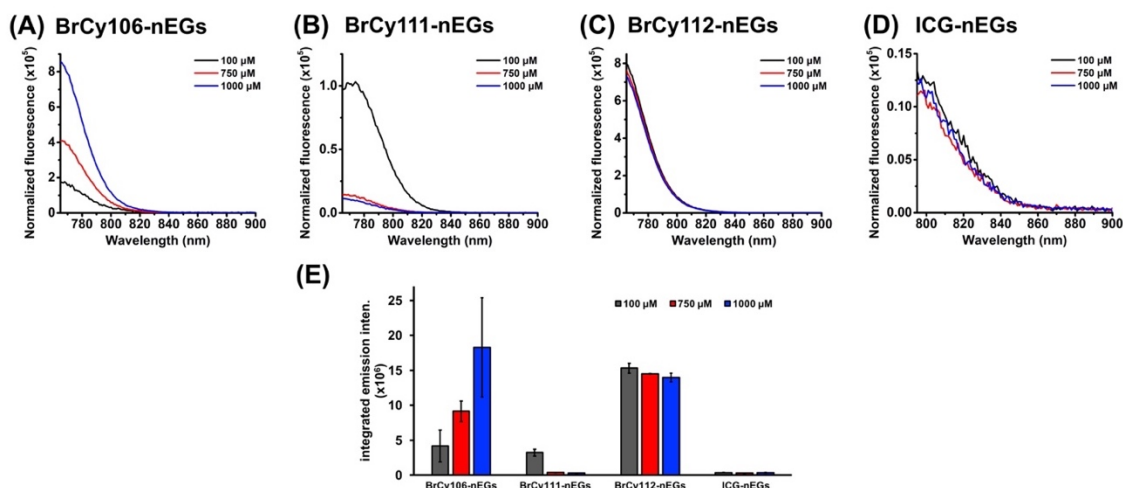 (A) BrCy106-nEGs
Normalized fluorescence (x10⁵)
8
6
4
2
0
100 µM
750 µM
1000 µM
780 800 820 840 860 880 900
Wavelength (nm)
(B) BrCy111-nEGs
Normalized fluorescence (x10⁵)
1.0
0.5
0.0
100 µM
750 µM
1000 µM
780 800 820 840 860 880 900
Wavelength (nm)
(C) BrCy112-nEGs
Normalized fluorescence (x10⁵)
8
6
4
2
0
100 µM
750 µM
1000 µM
780 800 820 840 860 880 900
Wavelength (nm)
(D) ICG-nEGs
Normalized fluorescence (x10⁵)
0.15
0.10
0.05
0.00
100 µM
750 µM
1000 µM
800 820 840 860 880 900
Wavelength (nm)
(E)
integrated emission inten.
(x10⁶)
25
20
15
10
5
0
100 µM 750 µM 1000 µM
BrCy106-nEGs BrCy111-nEGs BrCy112-nEGs ICG-nEGs